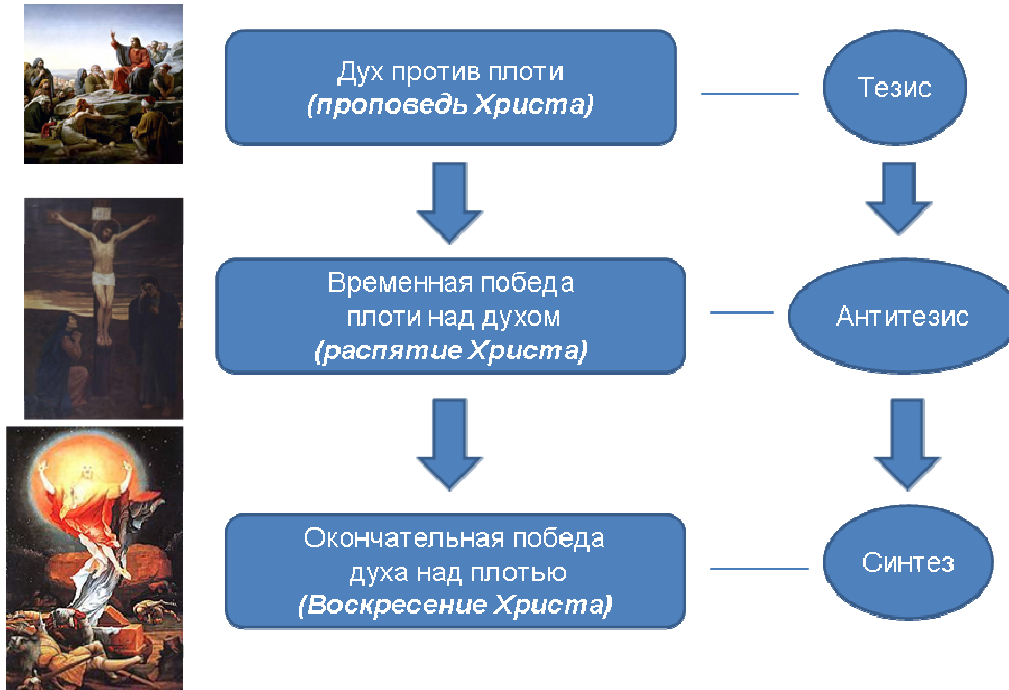 Дух против плоти
(проповедь Христа)
Тезис
Временная победа
плоти над духом
(распятие Христа)
Антитезис
Окончательная победа
духа над плотью
(Воскресение Христа)
Синтез